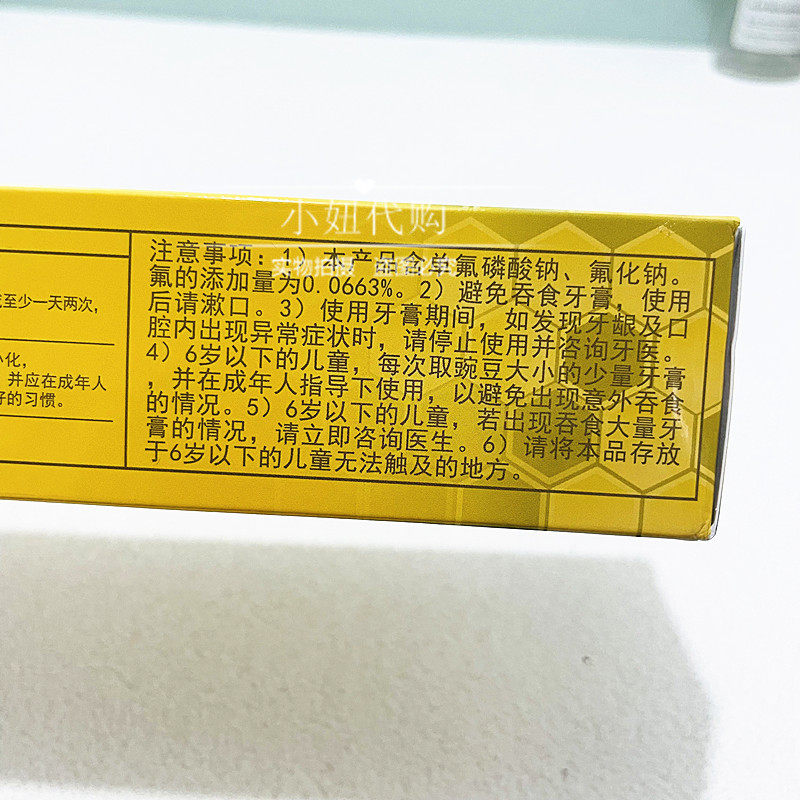 小妞代购
实物拍摄
或至少一天两次,
小化,
并应在成年人
好的习惯。
注意事项: 1) 本产品含单氟磷酸钠、氟化钠。
氟的添加量为0.0663%。2) 避免吞食牙膏, 使用
后请漱口。3) 使用牙膏期间, 如发现牙龈及口
腔内出现异常症状时, 请停止使用并咨询牙医。
4) 6岁以下的儿童, 每次取豌豆大小的少量牙膏
, 并在成年人指导下使用, 以避免出现意外吞食
的情况。5) 6岁以下的儿童, 若出现吞食大量牙
膏的情况, 请立即咨询医生。6) 请将本品存放
于6岁以下的儿童无法触及的地方。